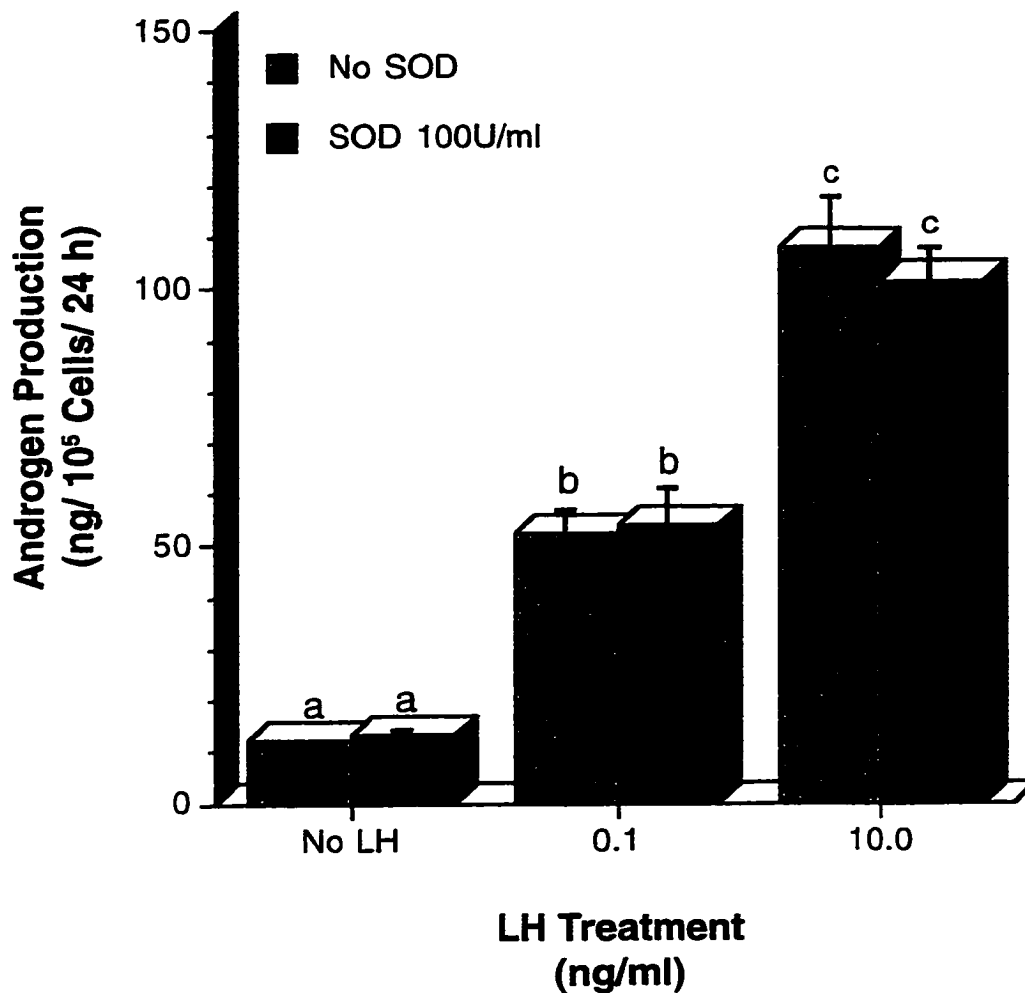 150
No SOD
SOD 100U/ml
c
c
100
b
b
50
a
a
0
No LH
0.1
10.0
Androgen Production
(ng/ 10⁵ Cells/ 24 h)
LH Treatment
(ng/ml)